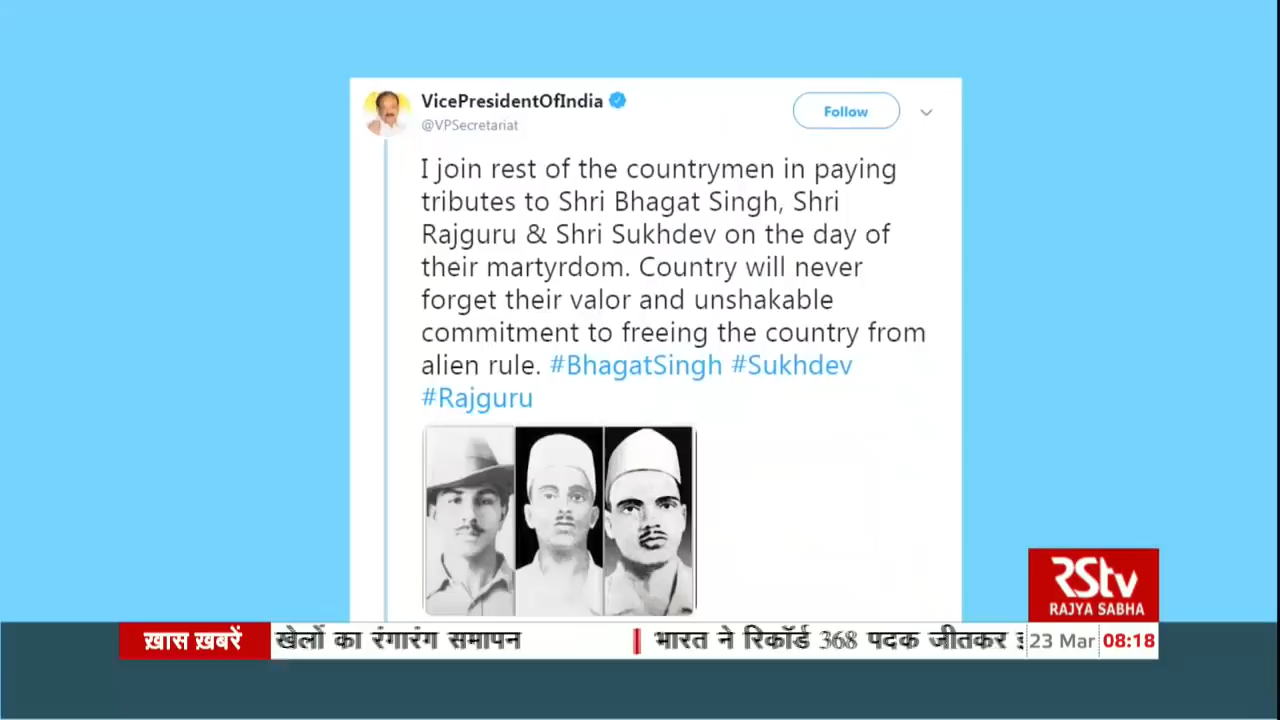 VicePresidentOfIndia
@VPSecretariat
Follow
I join rest of the countrymen in paying
tributes to Shri Bhagat Singh, Shri
Rajguru & Shri Sukhdev on the day of
their martyrdom. Country will never
forget their valor and unshakable
commitment to freeing the country from
alien rule. #BhagatSingh #Sukhdev
#Rajguru
RStv
RAJYA SABHA
ख़ास ख़बरें खेलों का रंगारंग समापन | भारत ने रिकॉर्ड 368 पदक जीतकर 23 Mar 08:18